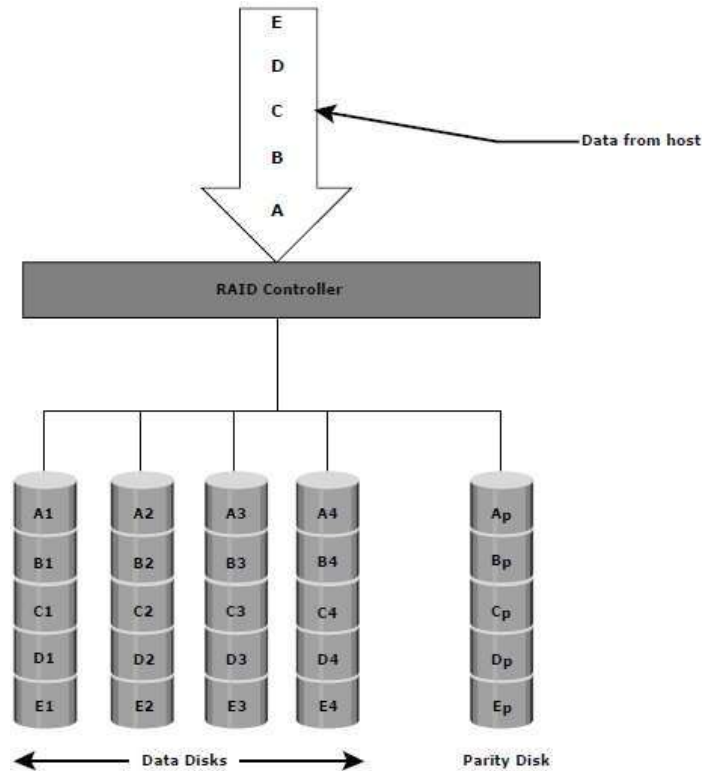 E
D
C
B
A
Data from host
RAID Controller
A1 A2 A3 A4 Ap
B1 B2 B3 B4 Bp
C1 C2 C3 C4 Cp
D1 D2 D3 D4 Dp
E1 E2 E3 E4 Ep
Data Disks Parity Disk